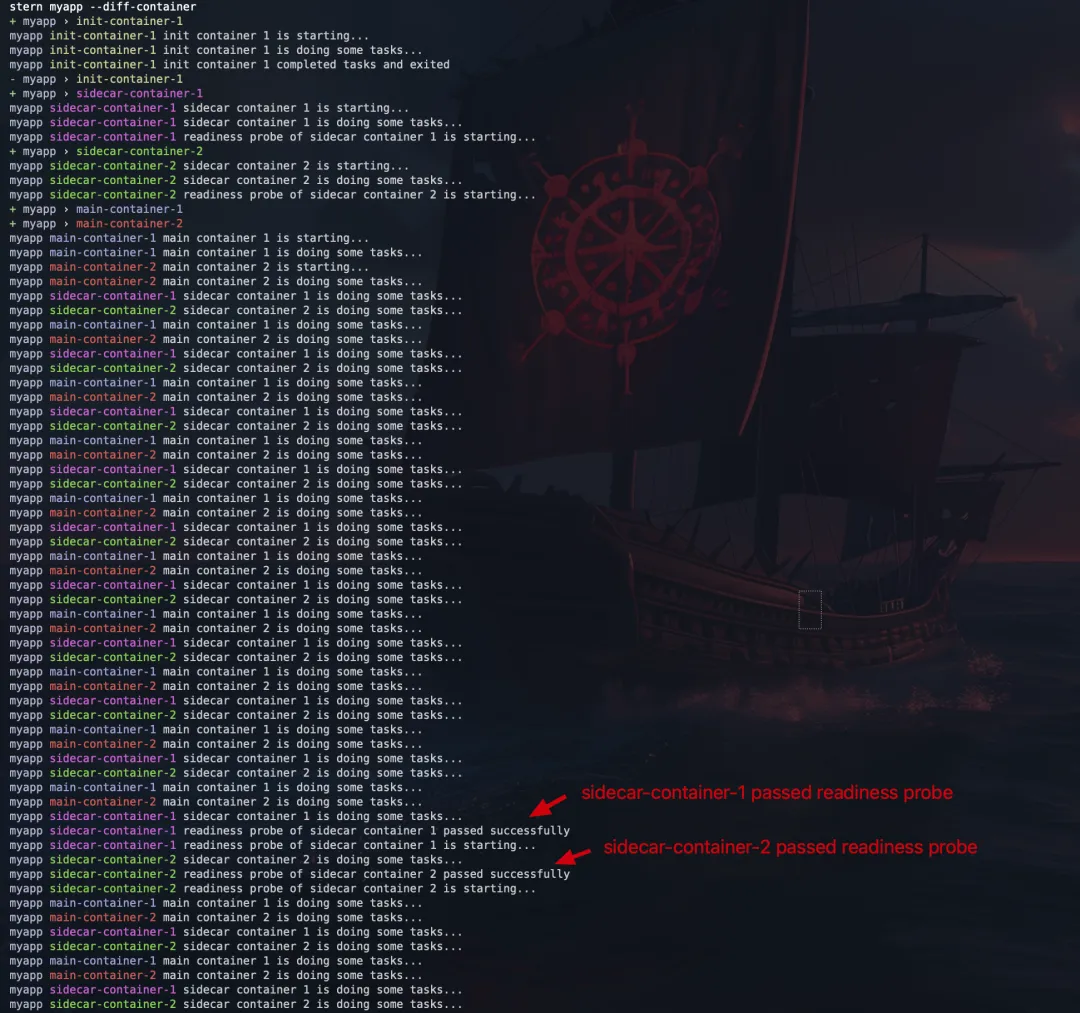 stern myapp --diff-container
+ myapp › init-container-1
myapp init-container-1 init container 1 is starting...
myapp init-container-1 init container 1 is doing some tasks...
myapp init-container-1 init container 1 completed tasks and exited
- myapp › init-container-1
+ myapp › sidecar-container-1
myapp sidecar-container-1 sidecar container 1 is starting...
myapp sidecar-container-1 sidecar container 1 is doing some tasks...
myapp sidecar-container-1 readiness probe of sidecar container 1 is starting...
+ myapp › sidecar-container-2
myapp sidecar-container-2 sidecar container 2 is starting...
myapp sidecar-container-2 sidecar container 2 is doing some tasks...
myapp sidecar-container-2 readiness probe of sidecar container 2 is starting...
+ myapp › main-container-1
+ myapp › main-container-2
myapp main-container-1 main container 1 is starting...
myapp main-container-1 main container 1 is doing some tasks...
myapp main-container-2 main container 2 is starting...
myapp main-container-2 main container 2 is doing some tasks...
myapp sidecar-container-1 sidecar container 1 is doing some tasks...
myapp sidecar-container-2 sidecar container 2 is doing some tasks...
myapp main-container-1 main container 1 is doing some tasks...
myapp main-container-2 main container 2 is doing some tasks...
myapp sidecar-container-1 sidecar container 1 is doing some tasks...
myapp sidecar-container-2 sidecar container 2 is doing some tasks...
myapp main-container-1 main container 1 is doing some tasks...
myapp main-container-2 main container 2 is doing some tasks...
myapp sidecar-container-1 sidecar container 1 is doing some tasks...
myapp sidecar-container-2 sidecar container 2 is doing some tasks...
myapp main-container-1 main container 1 is doing some tasks...
myapp main-container-2 main container 2 is doing some tasks...
myapp sidecar-container-1 sidecar container 1 is doing some tasks...
myapp sidecar-container-2 sidecar container 2 is doing some tasks...
myapp main-container-1 main container 1 is doing some tasks...
myapp main-container-2 main container 2 is doing some tasks...
myapp sidecar-container-1 sidecar container 1 is doing some tasks...
myapp sidecar-container-2 sidecar container 2 is doing some tasks...
myapp main-container-1 main container 1 is doing some tasks...
myapp main-container-2 main container 2 is doing some tasks...
myapp sidecar-container-1 sidecar container 1 is doing some tasks...
myapp sidecar-container-2 sidecar container 2 is doing some tasks...
myapp main-container-1 main container 1 is doing some tasks...
myapp main-container-2 main container 2 is doing some tasks...
myapp sidecar-container-1 sidecar container 1 is doing some tasks...
myapp sidecar-container-2 sidecar container 2 is doing some tasks...
myapp main-container-1 main container 1 is doing some tasks...
myapp main-container-2 main container 2 is doing some tasks...
myapp sidecar-container-1 sidecar container 1 is doing some tasks...
myapp sidecar-container-2 sidecar container 2 is doing some tasks...
myapp main-container-1 main container 1 is doing some tasks...
myapp main-container-2 main container 2 is doing some tasks...
myapp sidecar-container-1 sidecar container 1 is doing some tasks...
myapp sidecar-container-2 sidecar container 2 is doing some tasks...
myapp main-container-1 main container 1 is doing some tasks...
sidecar-container-1 passed readiness probe
myapp main-container-2 main container 2 is doing some tasks...
myapp sidecar-container-1 sidecar container 1 is doing some tasks...
myapp sidecar-container-1 readiness probe of sidecar container 1 passed successfully
myapp sidecar-container-1 readiness probe of sidecar container 1 is starting...
sidecar-container-2 passed readiness probe
myapp sidecar-container-2 sidecar container 2 is doing some tasks...
myapp sidecar-container-2 readiness probe of sidecar container 2 passed successfully
myapp sidecar-container-2 readiness probe of sidecar container 2 is starting...
myapp main-container-1 main container 1 is doing some tasks...
myapp main-container-2 main container 2 is doing some tasks...
myapp sidecar-container-1 sidecar container 1 is doing some tasks...
myapp sidecar-container-2 sidecar container 2 is doing some tasks...
myapp main-container-1 main container 1 is doing some tasks...
myapp main-container-2 main container 2 is doing some tasks...
myapp sidecar-container-1 sidecar container 1 is doing some tasks...
myapp sidecar-container-2 sidecar container 2 is doing some tasks...